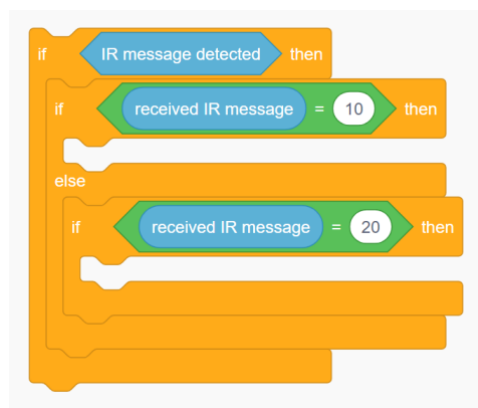 if IR message detected then
if received IR message = 10 then
else
if received IR message = 20 then